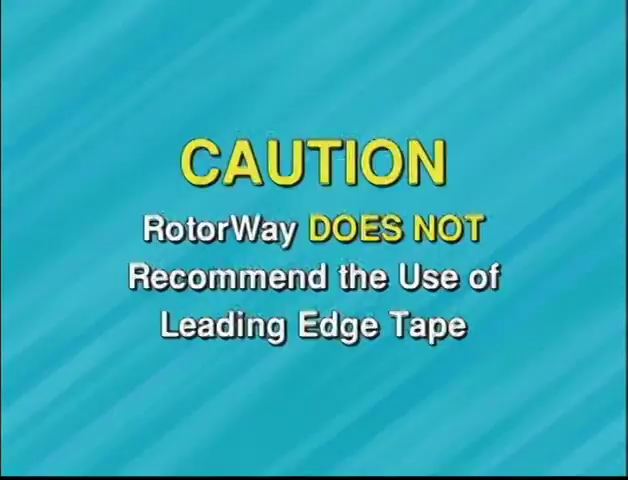 CAUTION
RotorWay DOES NOT
Recommend the Use of
Leading Edge Tape